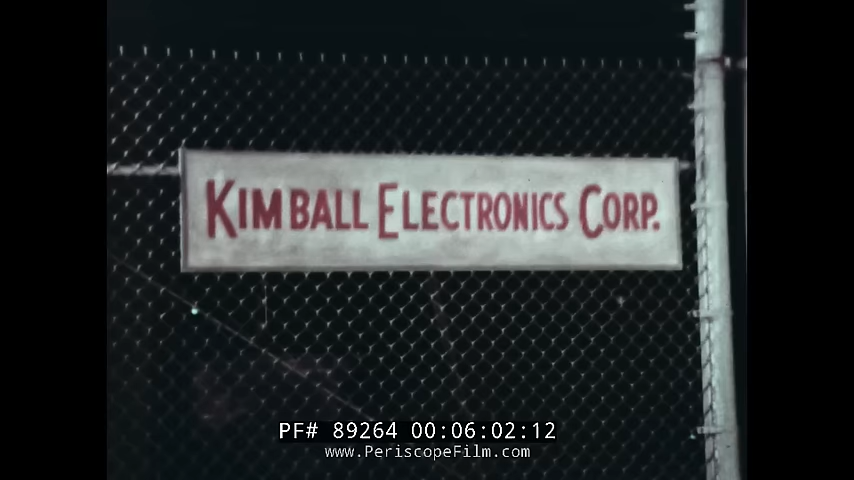 KIMBALL ELECTRONICS CORP.
PF# 89264 00:06:02:12
www.PeriscopeFilm.com